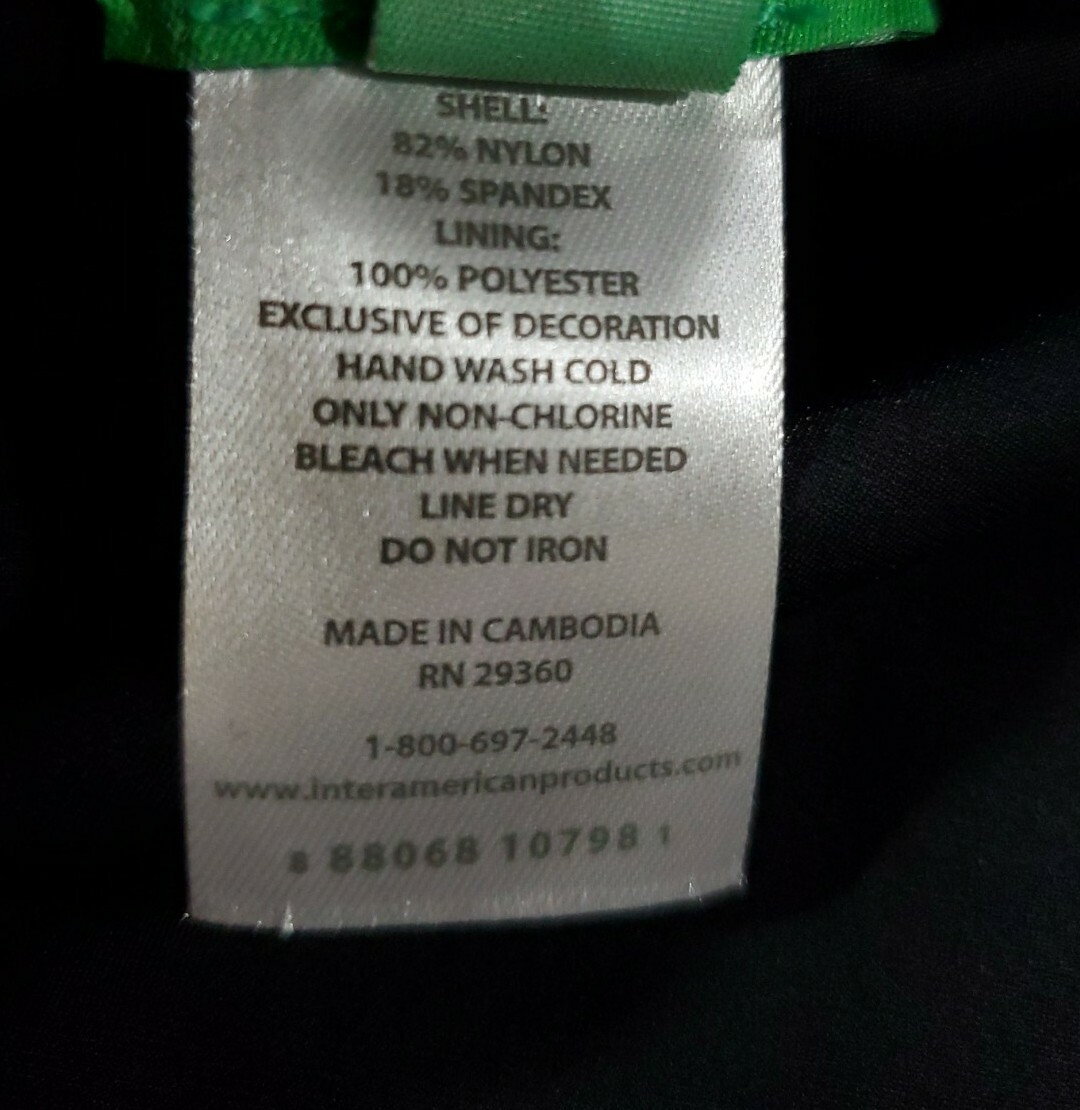 SHELL:
82% NYLON
18% SPANDEX
LINING:
100% POLYESTER
EXCLUSIVE OF DECORATION
HAND WASH COLD
ONLY NON-CHLORINE
BLEACH WHEN NEEDED
LINE DRY
DO NOT IRON
MADE IN CAMBODIA
RN 29360
1-800-697-2448
www.interamericanproducts.com
8 88068 10798 1